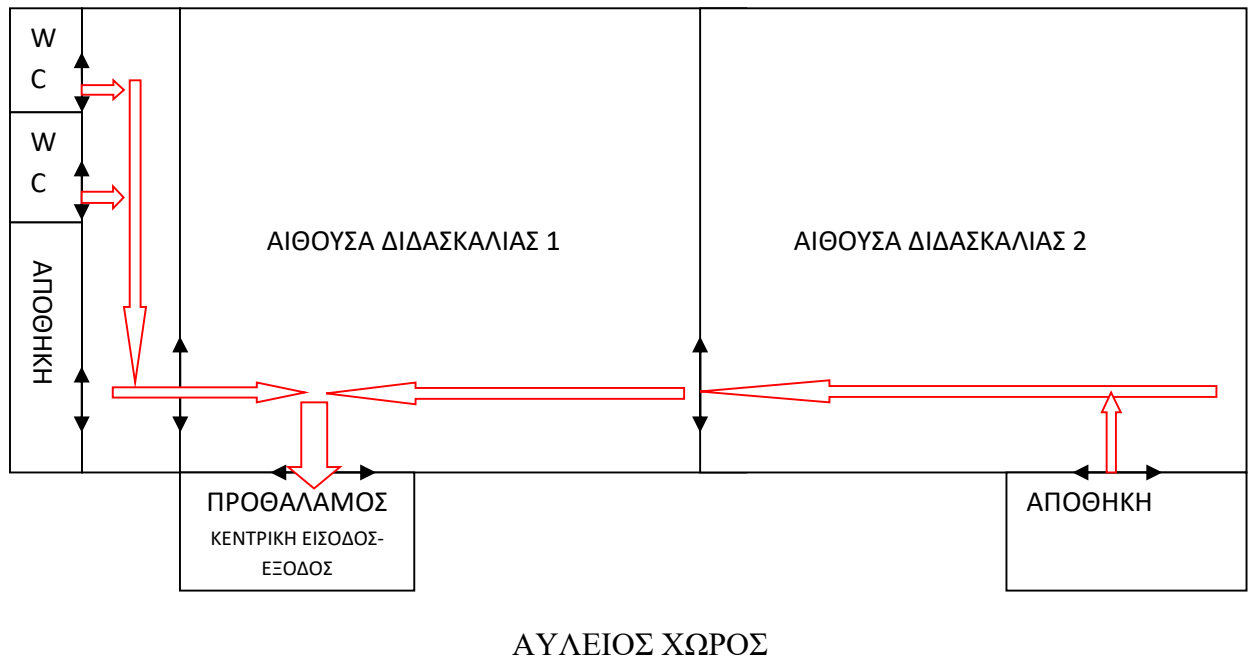 W
C
W
C
ΑΠΟΘΗΚΗ
ΑΙΘΟΥΣΑ ΔΙΔΑΣΚΑΛΙΑΣ 1
ΑΙΘΟΥΣΑ ΔΙΔΑΣΚΑΛΙΑΣ 2
ΠΡΟΘΑΛΑΜΟΣ
ΚΕΝΤΡΙΚΗ ΕΙΣΟΔΟΣ-
ΕΞΟΔΟΣ
ΑΠΟΘΗΚΗ
ΑΥΛΕΙΟΣ ΧΩΡΟΣ